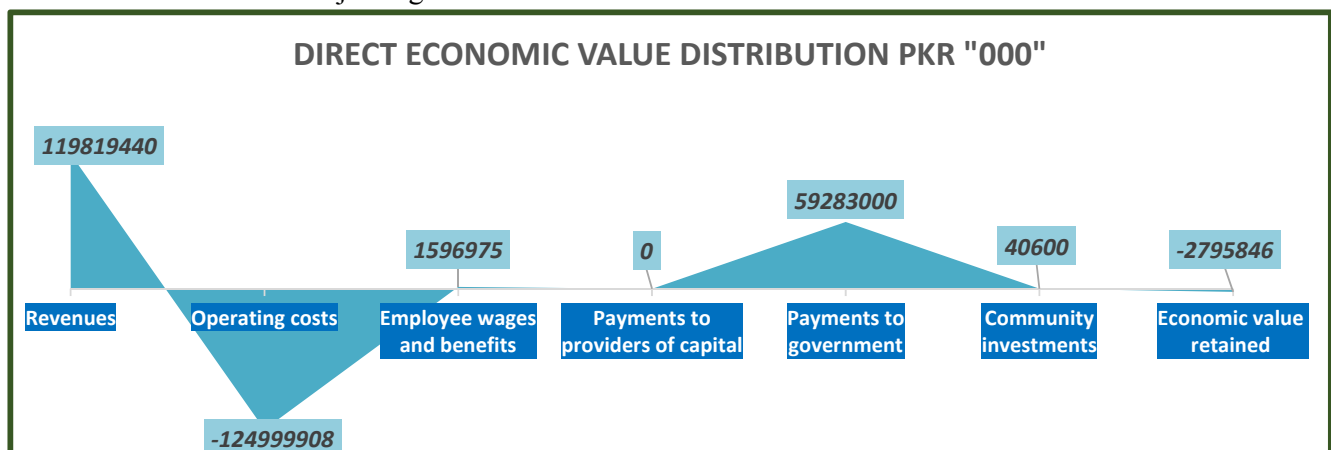 DIRECT ECONOMIC VALUE DISTRIBUTION PKR "000"
119819440
59283000
1596975
0
40600
-2795846
Revenues
Operating costs
Employee wages
and benefits
Payments to
providers of capital
Payments to
government
Community
investments
Economic value
retained
-124999908